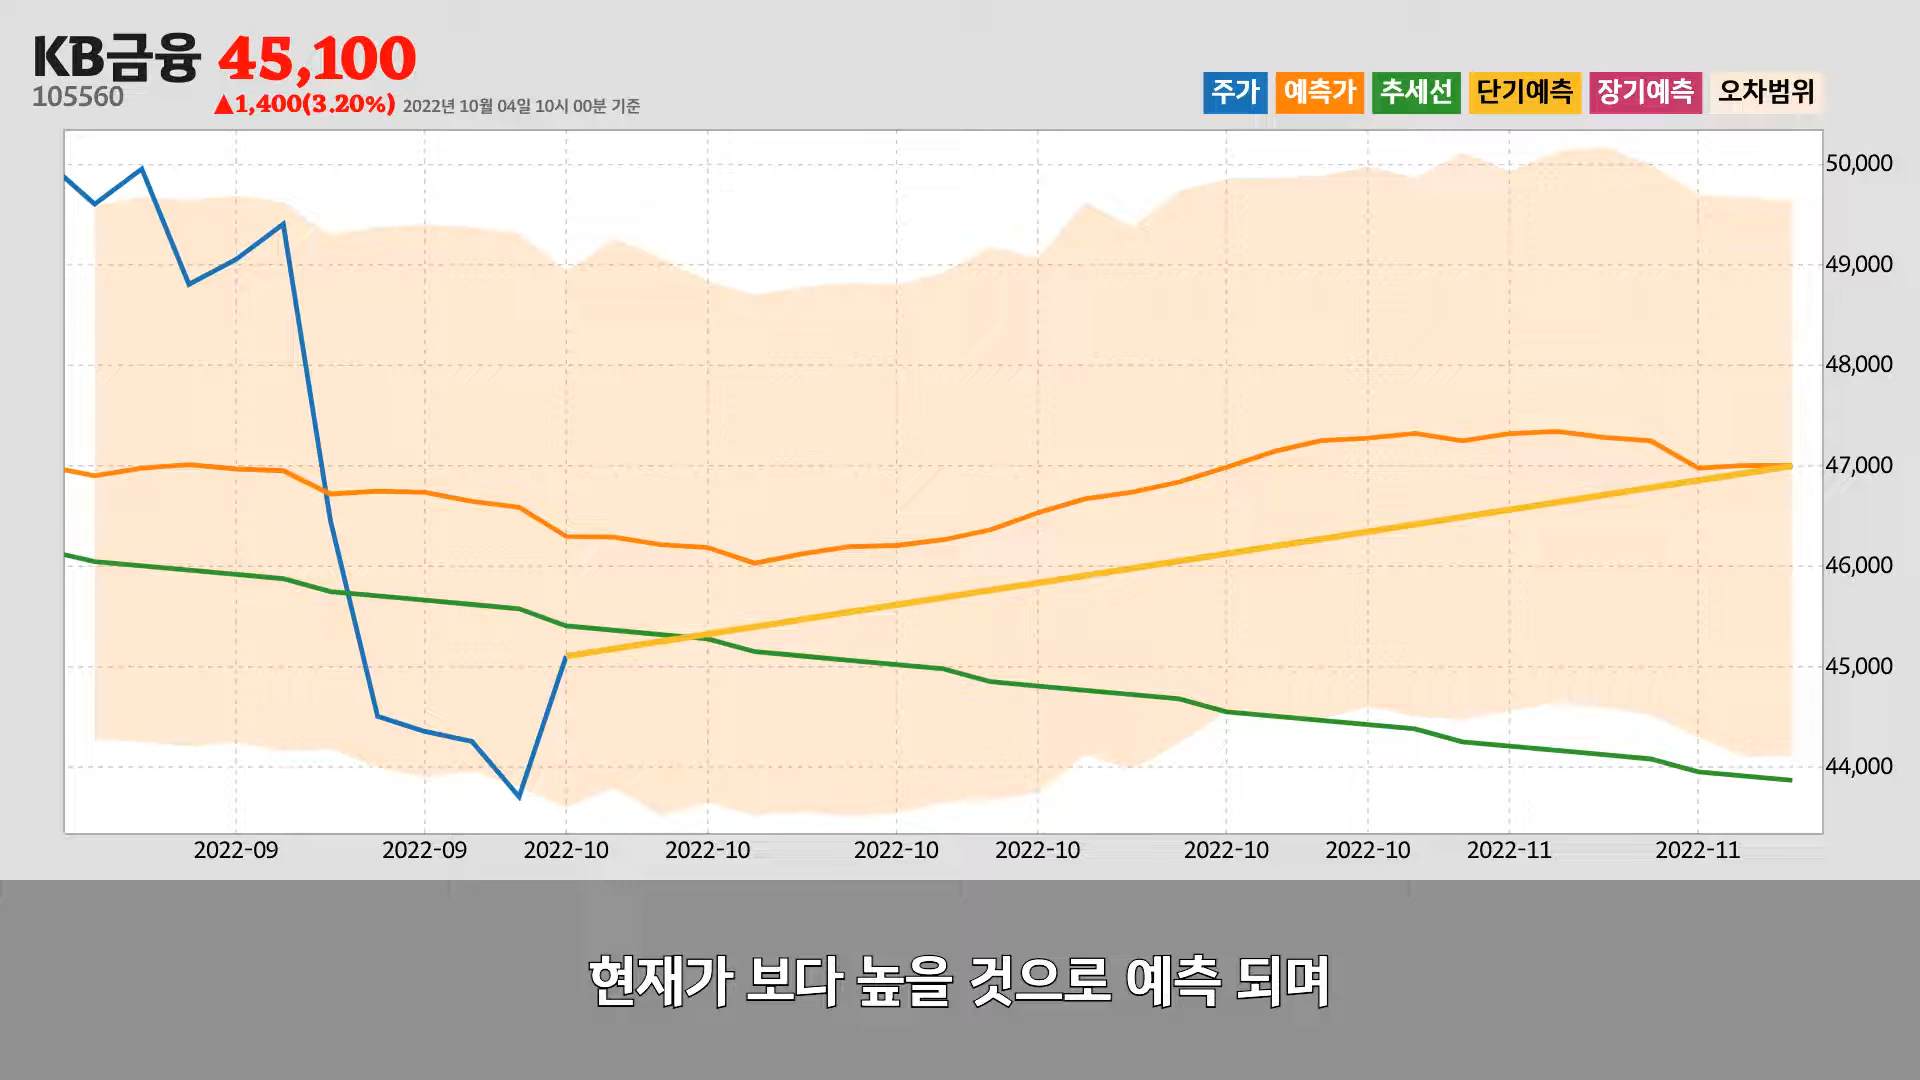 KB금융 45,100
105560
▲1,400(3.20%) 2022년 10월 04일 10시 00분 기준
주가 예측가 추세선 단기예측 장기예측 오차범위
50,000
49,000
48,000
47,000
46,000
45,000
44,000
2022-09 2022-09 2022-10 2022-10 2022-10 2022-10 2022-10 2022-10 2022-11 2022-11
현재가 보다 높을 것으로 예측 되며